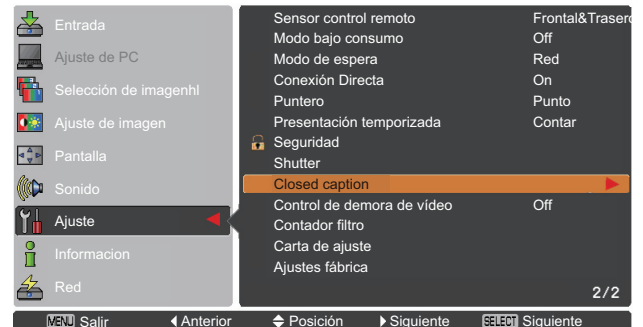 Entrada
Ajuste de PC
Selección de imagenhl
Ajuste de imagen
Pantalla
Sonido
Ajuste
Informacion
Red
Sensor control remoto Frontal&Trasero
Modo bajo consumo Off
Modo de espera Red
Conexión Directa On
Puntero Punto
Presentación temporizada Contar
Seguridad
Shutter
Closed caption
Control de demora de vídeo Off
Contador filtro
Carta de ajuste
Ajustes fábrica
2/2
MENU Salir Anterior Posición Siguiente SELECT Siguiente